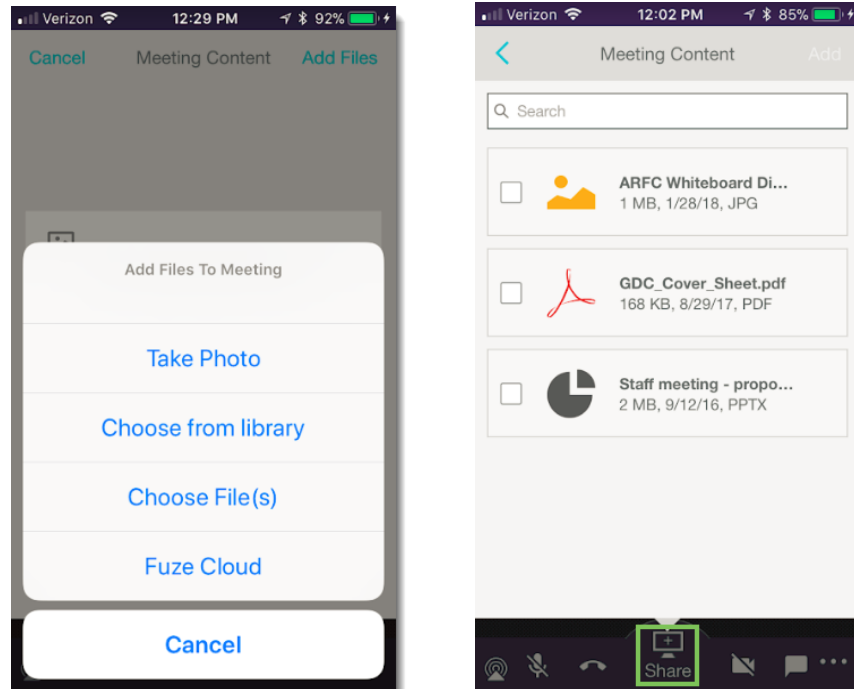 Verizon 12:29 PM 92%
Cancel Meeting Content Add Files
Add Files To Meeting
Take Photo
Choose from library
Choose File(s)
Fuze Cloud
Cancel
Verizon 12:02 PM 85%
Meeting Content Add
Search
ARFC Whiteboard Di...
1 MB, 1/28/18, JPG
GDC_Cover_Sheet.pdf
168 KB, 8/29/17, PDF
Staff meeting - propo...
2 MB, 9/12/16, PPTX
Share